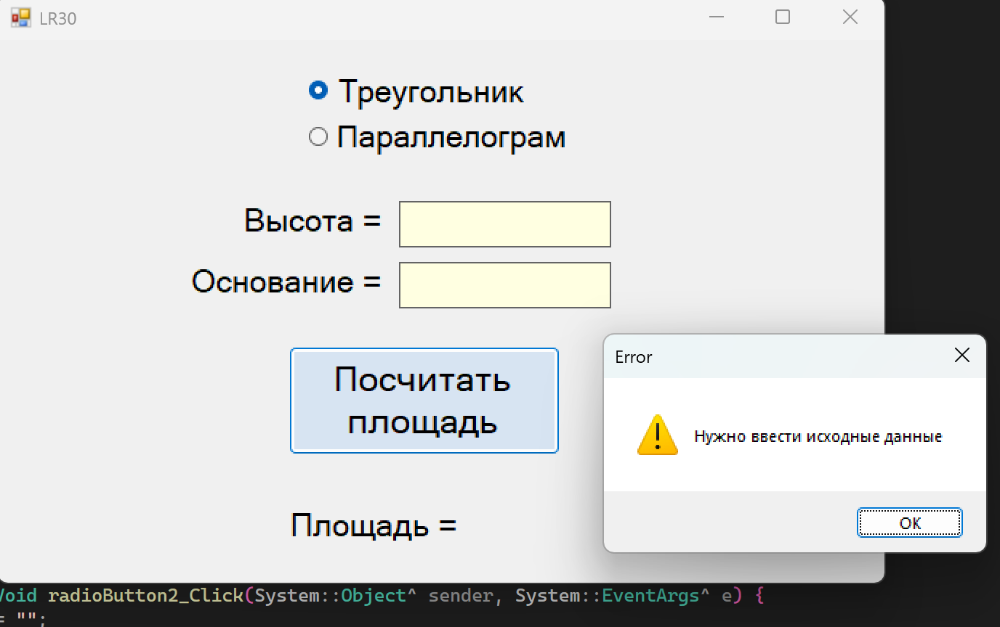 LR30
Треугольник
Параллелограм
Высота =
Основание =
Посчитать
площадь
Error
Нужно ввести исходные данные
OK
Площадь =
Void radioButton2_Click(System::Object^ sender, System::EventArgs^ e) {
= "";